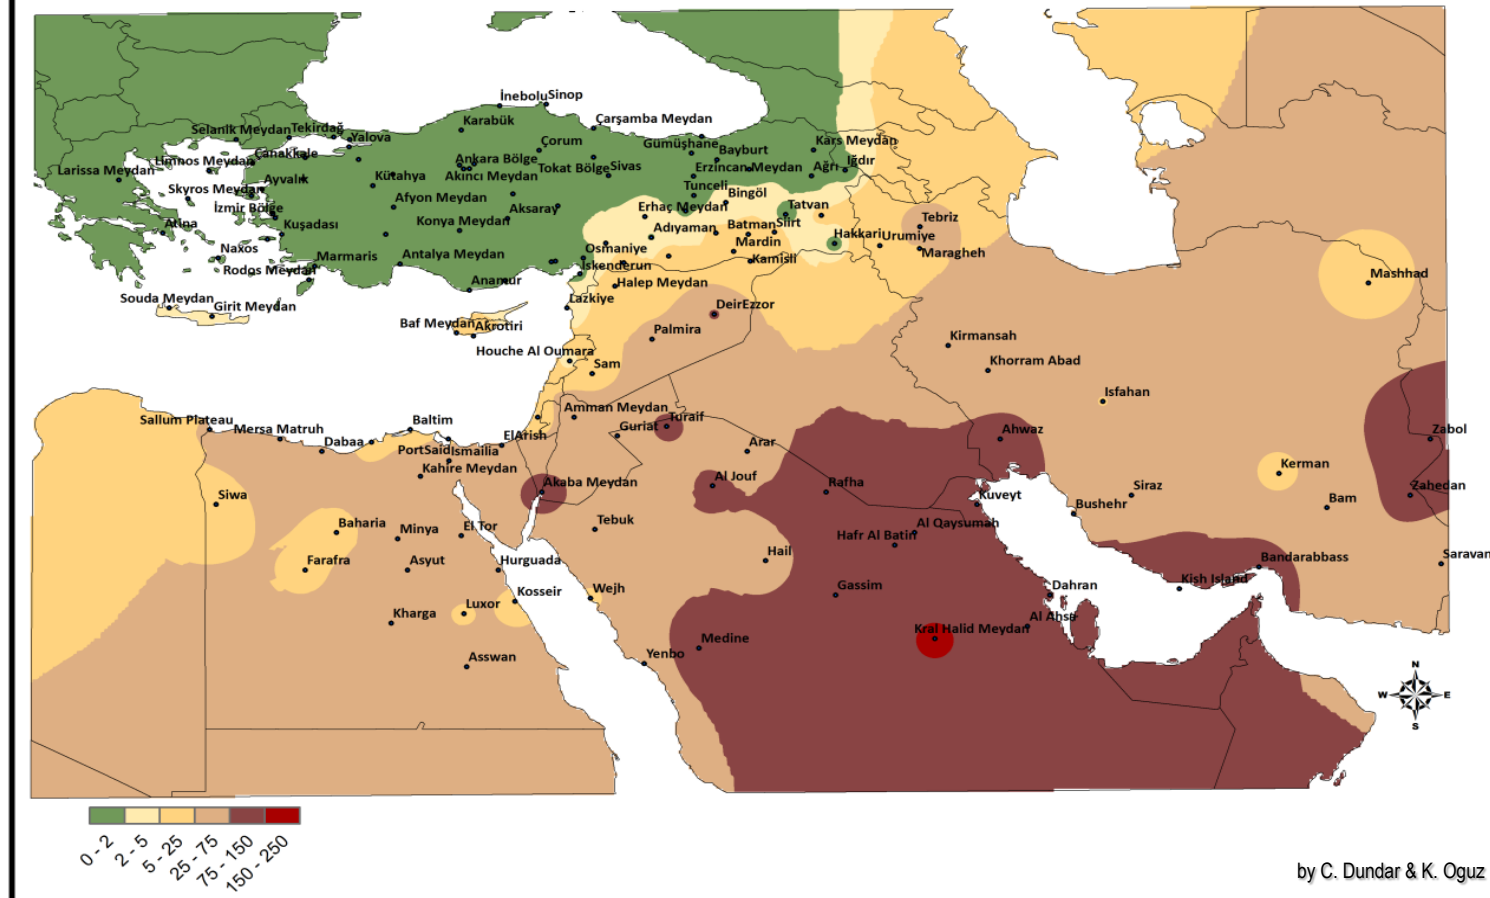 İnebolu Sinop
Karabük
Çarşamba Meydan
Selanik Meydan Tekirdağ
Yalova
Çorum
Gümüşhane
Kars Meydan
Bayburt
Çanakkale
Limnos Meydan
Larissa Meydan
Ankara Bölge
Tokat Bölge Sivas
Erzincan Meydan
Ağrı
Iğdır
Akıncı Meydan
Kütahya
Ayvalık
Skyros Meydan
Tunceli
Bingöl
Afyon Meydan
İzmir Bölge
Aksaray
Erhaç Meydan
Tatvan
Tebriz
Atina
Kuşadası
Konya Meydan
Adıyaman
Batman Siirt
Hakkari Urumiye
Mardin
Naxos
Osmaniye
Maragheh
Marmaris
Antalya Meydan
Kamisli
Rodos Meydan
İskenderun
Mashhad
Anamur
Halep Meydan
Souda Meydan
Girit Meydan
Lazkiye
DeirEzzor
Baf Meydan Akrotiri
Palmira
Kirmansah
Houche Al Oumara
Sam
Khorram Abad
Isfahan
Sallum Plateau
Mersa Matruh
Baltim
Amman Meydan
Turaif
Guriat
Dabaa
ElArish
Arar
Ahwaz
Zabol
PortSaid Ismailia
Kahire Meydan
Kerman
Akaba Meydan
Al Jouf
Rafha
Siraz
Zahedan
Siwa
Kuveyt
Bushehr
Bam
Baharia
Minya
El Tor
Tebuk
Al Qaysumah
Hafr Al Batin
Hail
Farafra
Asyut
Hurguada
Bandarabbass
Saravan
Kosseir
Wejh
Gassim
Dahran
Kish Island
Luxor
Kharga
Al Ahsa
Kral Halid Meydan
Medine
Asswan
Yenbo
N
W E
S
0 - 2
2 - 5
5 - 25
25 - 75
75 - 150
150 - 250
by C. Dundar & K. Oguz